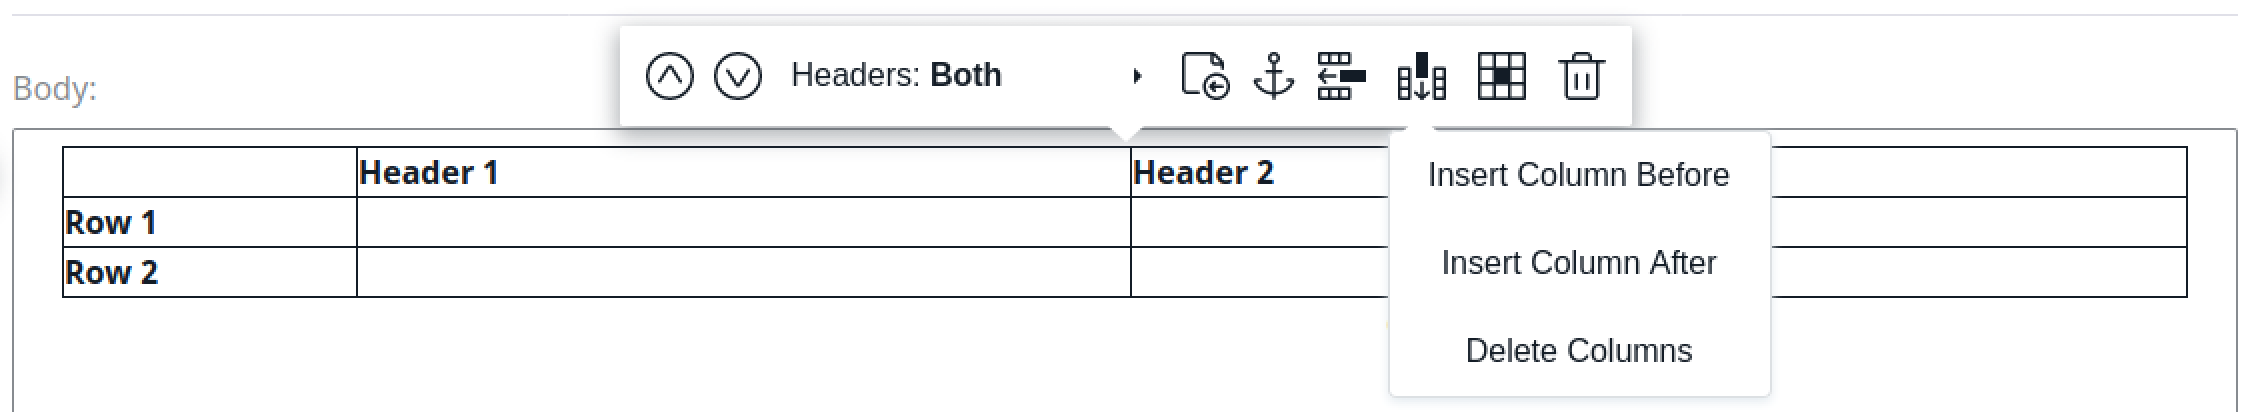 Headers: Both
Body:
Header 1 Header 2
Row 1
Row 2
Insert Column Before
Insert Column After
Delete Columns